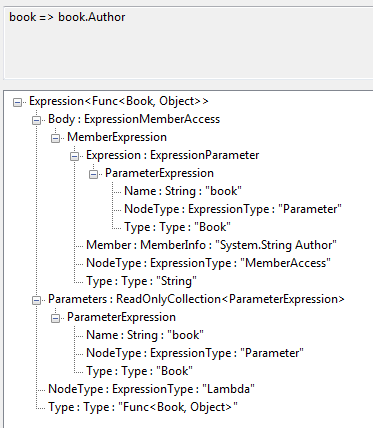 book => book.Author
Expression<Func<Book, Object>>
Body : ExpressionMemberAccess
MemberExpression
Expression : ExpressionParameter
ParameterExpression
Name : String : "book"
NodeType : ExpressionType : "Parameter"
Type : Type : "Book"
Member : MemberInfo : "System.String Author"
NodeType : ExpressionType : "MemberAccess"
Type : Type : "String"
Parameters : ReadOnlyCollection<ParameterExpression>
ParameterExpression
Name : String : "book"
NodeType : ExpressionType : "Parameter"
Type : Type : "Book"
NodeType : ExpressionType : "Lambda"
Type : Type : "Func<Book, Object>"